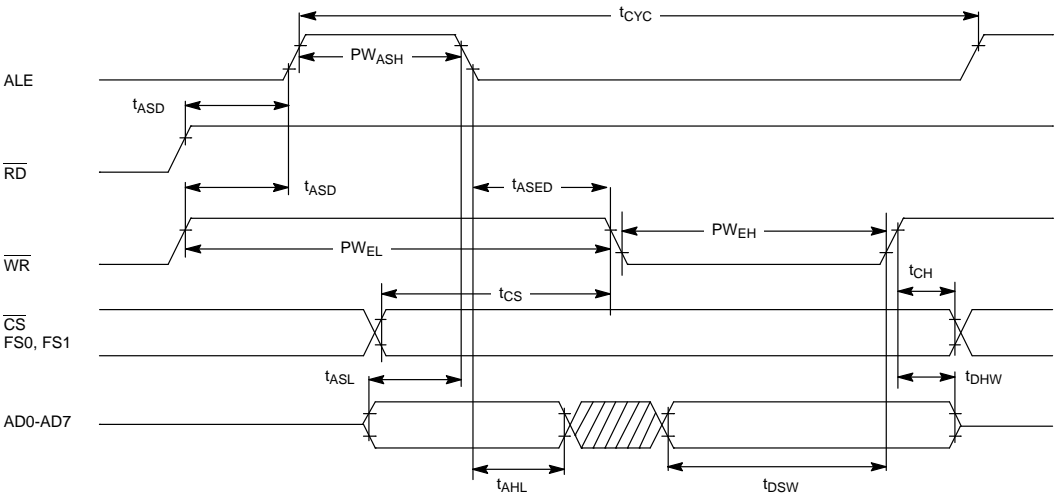 tCYC
ALE
PWASH
tASD
RD
tASD
tASED
WR
PWEL
PWEH
tCH
tCS
CS
FS0, FS1
tASL
tDHW
AD0-AD7
tAHL
tDSW